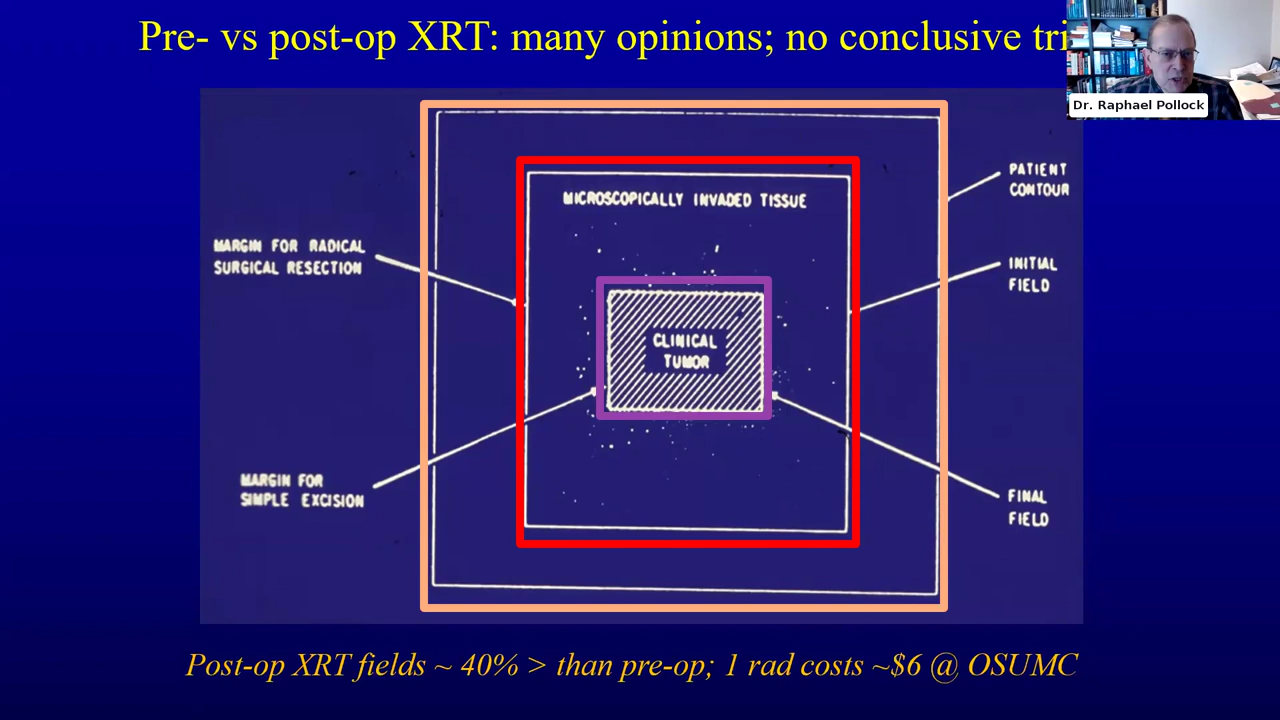 Pre- vs post-op XRT: many opinions; no conclusive tri
Dr. Raphael Pollock
PATIENT
CONTOUR
MICROSCOPICALLY INVADED TISSUE
MARGIN FOR RADICAL
SURGICAL RESECTION
INITIAL
FIELD
CLINICAL
TUMOR
MARGIN FOR
SIMPLE EXCISION
FINAL
FIELD
Post-op XRT fields ~ 40% > than pre-op; 1 rad costs ~$6 @ OSUMC